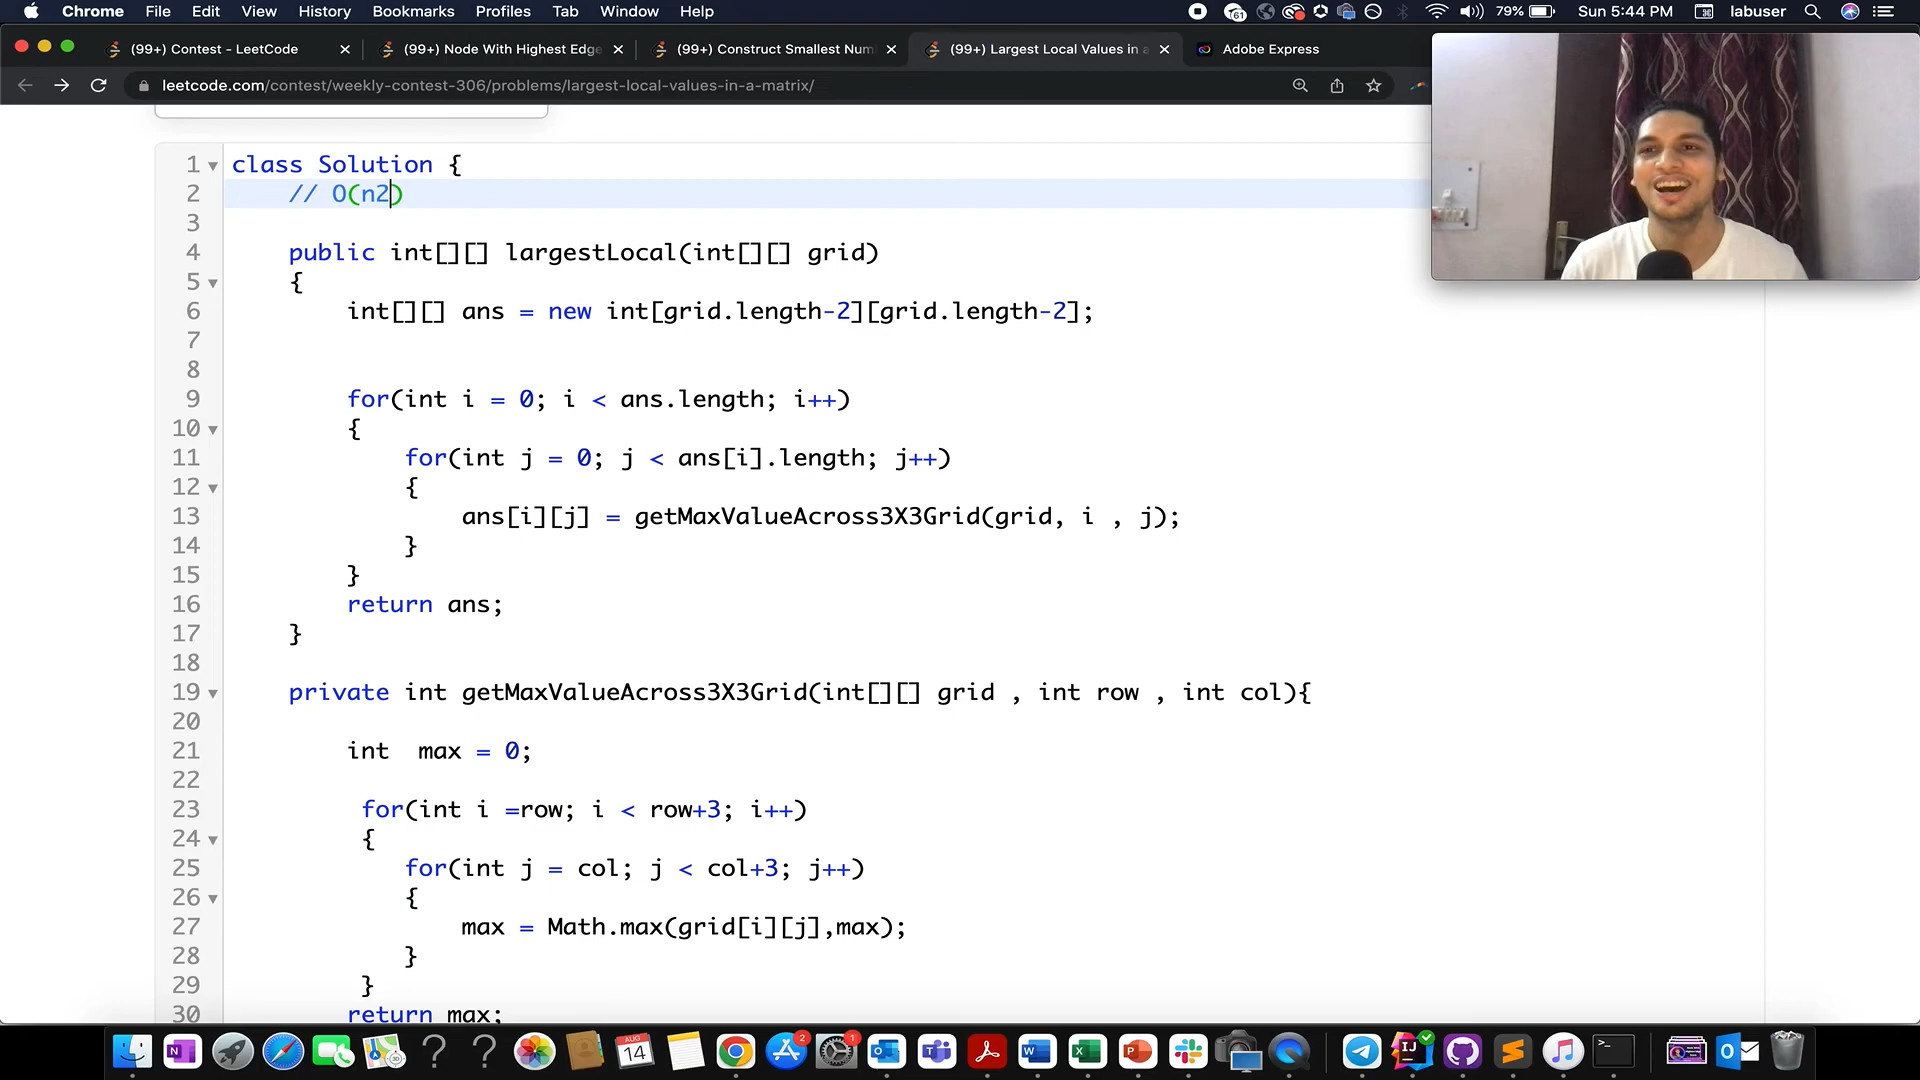 Chrome File Edit View History Bookmarks Profiles Tab Window Help 61 79% Sun 5:44 PM labuser
(99+) Contest - LeetCode (99+) Node With Highest Edge (99+) Construct Smallest Num (99+) Largest Local Values in a Adobe Express
leetcode.com/contest/weekly-contest-306/problems/largest-local-values-in-a-matrix/
1 class Solution {
2 // O(n2)
3
4 public int[][] largestLocal(int[][] grid)
5 {
6 int[][] ans = new int[grid.length-2][grid.length-2];
7
8
9 for(int i = 0; i < ans.length; i++)
10 {
11 for(int j = 0; j < ans[i].length; j++)
12 {
13 ans[i][j] = getMaxValueAcross3X3Grid(grid, i , j);
14 }
15 }
16 return ans;
17 }
18
19 private int getMaxValueAcross3X3Grid(int[][] grid , int row , int col){
20
21 int max = 0;
22
23 for(int i =row; i < row+3; i++)
24 {
25 for(int j = col; j < col+3; j++)
26 {
27 max = Math.max(grid[i][j],max);
28 }
29 }
30 return max;
AUG
14
2
1